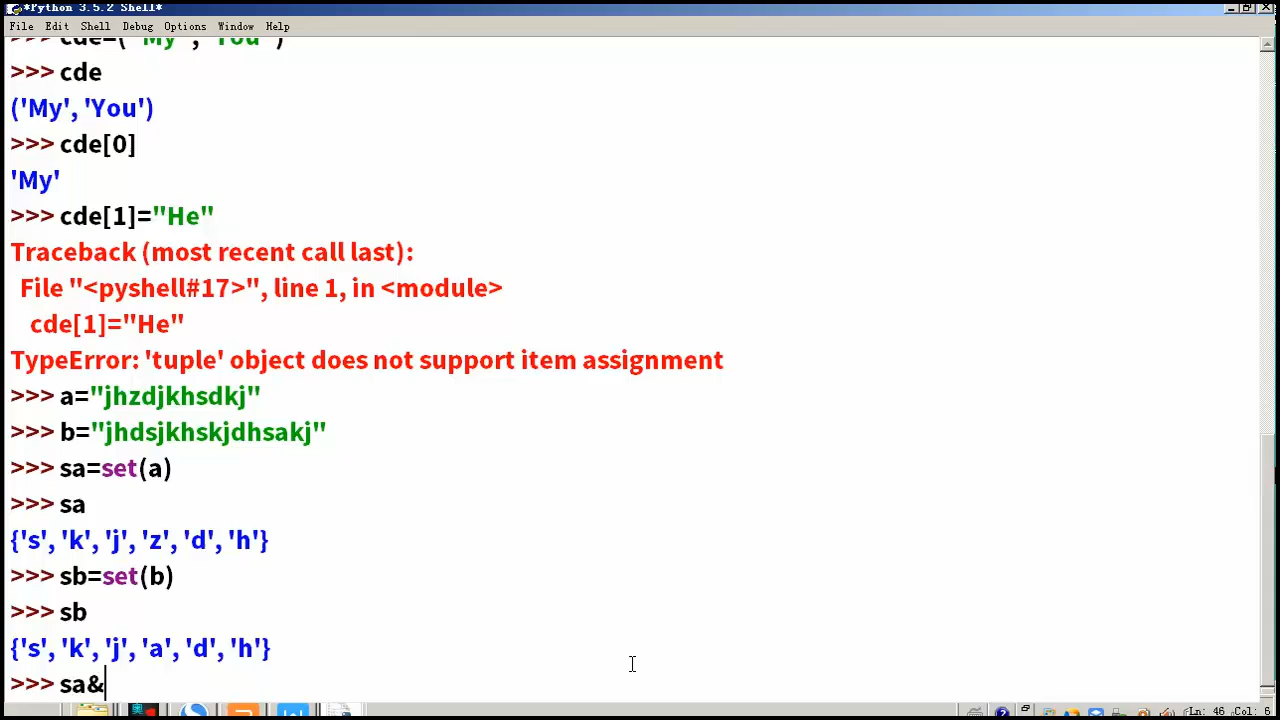 *Python 3.5.2 Shell*
File Edit Shell Debug Options Window Help
>>> cde=( "My" , "You" )
>>> cde
('My', 'You')
>>> cde[0]
'My'
>>> cde[1]="He"
Traceback (most recent call last):
File "<pyshell#17>", line 1, in <module>
cde[1]="He"
TypeError: 'tuple' object does not support item assignment
>>> a="jhzdjkhsdkj"
>>> b="jhdsjkhskjdhsakj"
>>> sa=set(a)
>>> sa
{'s', 'k', 'j', 'z', 'd', 'h'}
>>> sb=set(b)
>>> sb
{'s', 'k', 'j', 'a', 'd', 'h'}
>>> sa&
Ln: 46 Col: 6